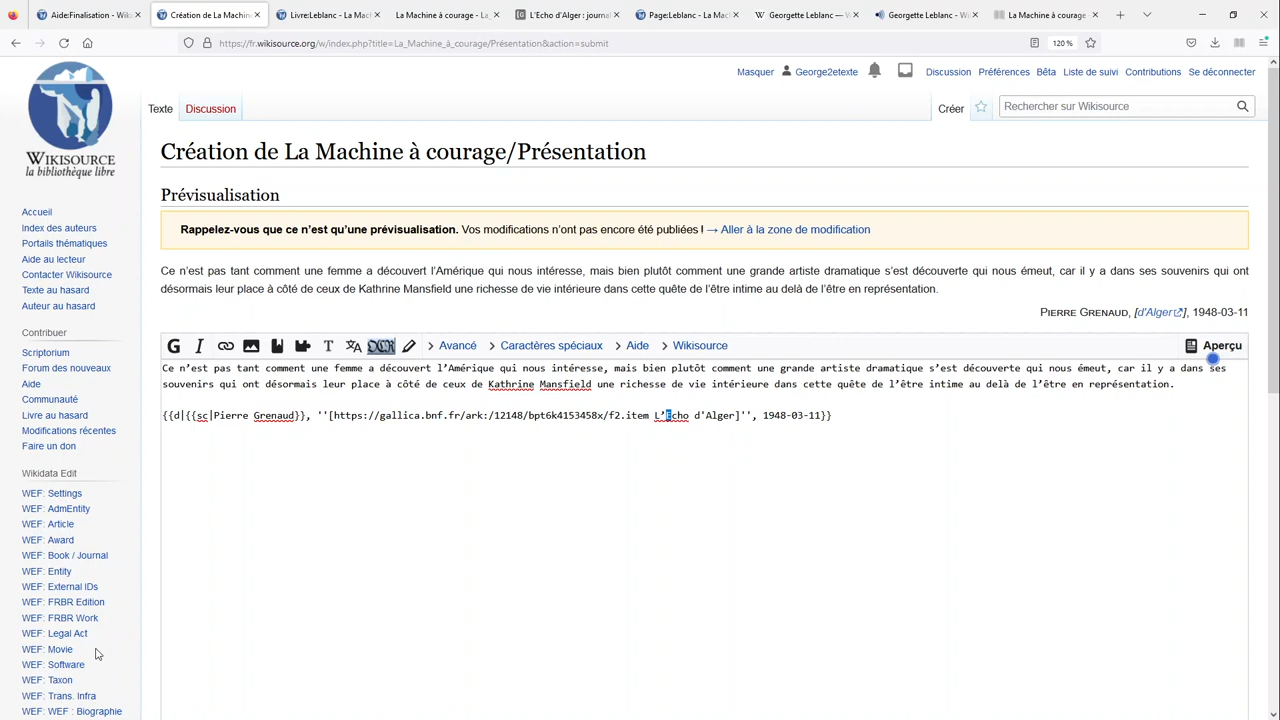 Aide:Finalisation - Wikis
Création de La Machine
Livre:Leblanc - La Mach
La Machine à courage - La
L'Echo d'Alger : journal
Page:Leblanc - La Mach
Georgette Leblanc — W
Georgette Leblanc - Wik
La Machine à courage
https://fr.wikisource.org/w/index.php?title=La_Machine_à_courage/Présentation&action=submit
120 %
Masquer George2etexte Discussion Préférences Bêta Liste de suivi Contributions Se déconnecter
Texte Discussion Créer Rechercher sur Wikisource
WIKISOURCE
la bibliothèque libre
Création de La Machine à courage/Présentation
Prévisualisation
Rappelez-vous que ce n’est qu’une prévisualisation. Vos modifications n’ont pas encore été publiées ! → Aller à la zone de modification
Ce n’est pas tant comment une femme a découvert l’Amérique qui nous intéresse, mais bien plutôt comment une grande artiste dramatique s’est découverte qui nous émeut, car il y a dans ses souvenirs qui ont
désormais leur place à côté de ceux de Kathrine Mansfield une richesse de vie intérieure dans cette quête de l’être intime au delà de l’être en représentation.
Pierre Grenaud, [d’Alger], 1948-03-11
G I T OCR Avancé Caractères spéciaux Aide Wikisource Aperçu
Ce n’est pas tant comment une femme a découvert l’Amérique qui nous intéresse, mais bien plutôt comment une grande artiste dramatique s’est découverte qui nous émeut, car il y a dans ses
souvenirs qui ont désormais leur place à côté de ceux de Kathrine Mansfield une richesse de vie intérieure dans cette quête de l’être intime au delà de l’être en représentation.
{{d|{{sc|Pierre Grenaud}}, ''[https://gallica.bnf.fr/ark:/12148/bpt6k4153458x/f2.item L’Echo d'Alger]'', 1948-03-11}}
Accueil
Index des auteurs
Portails thématiques
Aide au lecteur
Contacter Wikisource
Texte au hasard
Auteur au hasard
Contribuer
Scriptorium
Forum des nouveaux
Aide
Communauté
Livre au hasard
Modifications récentes
Faire un don
Wikidata Edit
WEF: Settings
WEF: AdmEntity
WEF: Article
WEF: Award
WEF: Book / Journal
WEF: Entity
WEF: External IDs
WEF: FRBR Edition
WEF: FRBR Work
WEF: Legal Act
WEF: Movie
WEF: Software
WEF: Taxon
WEF: Trans. Infra
WEF: WEF : Biographie